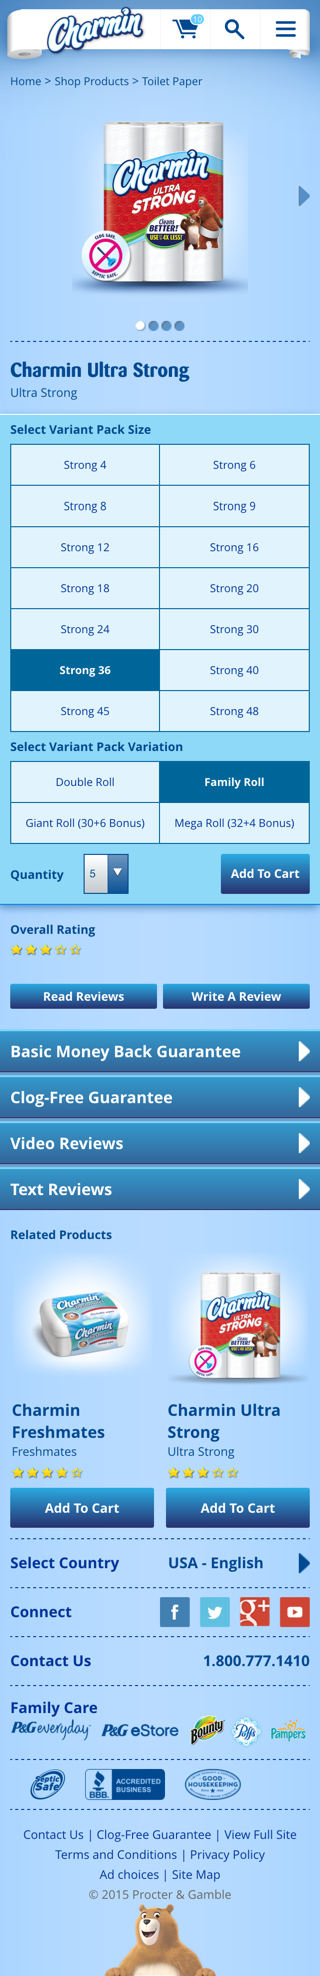 Charmin
10
Home > Shop Products > Toilet Paper
Charmin
ULTRA
STRONG
Cleans
BETTER!
USE UP TO 4X LESS!
CLOG SAFE.
SEPTIC SAFE.
Charmin Ultra Strong
Ultra Strong
Select Variant Pack Size
Strong 4
Strong 6
Strong 8
Strong 9
Strong 12
Strong 16
Strong 18
Strong 20
Strong 24
Strong 30
Strong 36
Strong 40
Strong 45
Strong 48
Select Variant Pack Variation
Double Roll
Family Roll
Giant Roll (30+6 Bonus)
Mega Roll (32+4 Bonus)
Quantity
5
Add To Cart
Overall Rating
Read Reviews
Write A Review
Basic Money Back Guarantee
Clog-Free Guarantee
Video Reviews
Text Reviews
Related Products
Charmin
Charmin
Charmin
ULTRA
STRONG
Charmin
Freshmates
Freshmates
Charmin Ultra
Strong
Ultra Strong
Add To Cart
Add To Cart
Select Country
USA - English
Connect
f
g+
Contact Us
1.800.777.1410
Family Care
P&G everyday
P&G eStore
Bounty
Puffs
Pampers
Septic
Safe
BBB.
ACCREDITED
BUSINESS
GOOD
HOUSEKEEPING
Contact Us | Clog-Free Guarantee | View Full Site
Terms and Conditions | Privacy Policy
Ad choices | Site Map
© 2015 Procter & Gamble